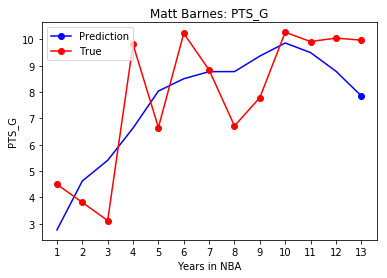 Matt Barnes: PTS_G
Prediction
True
PTS_G
10
9
8
7
6
5
4
3
1 2 3 4 5 6 7 8 9 10 11 12 13
Years in NBA